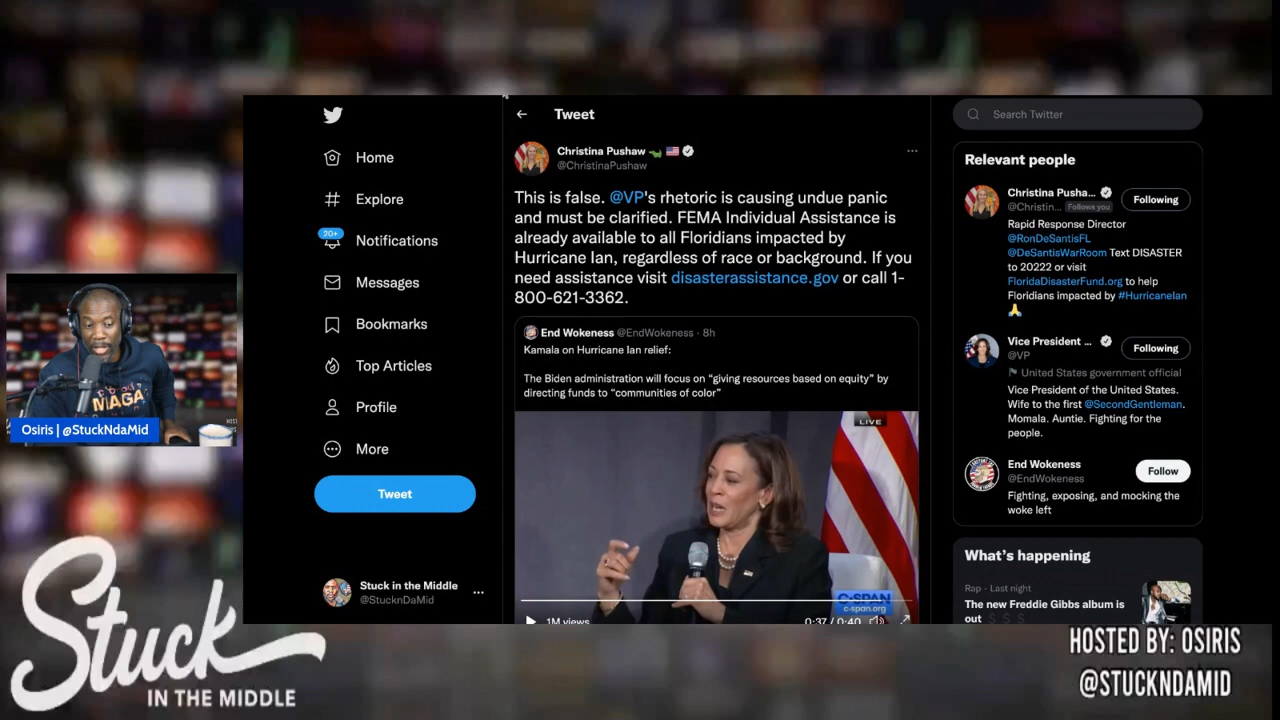 Tweet
Search Twitter
Home
Explore
20+
Notifications
Messages
Bookmarks
Top Articles
Profile
More
Tweet
Stuck in the Middle
@StucknDaMid
Christina Pushaw
@ChristinaPushaw
This is false. @VP's rhetoric is causing undue panic
and must be clarified. FEMA Individual Assistance is
already available to all Floridians impacted by
Hurricane Ian, regardless of race or background. If you
need assistance visit disasterassistance.gov or call 1-
800-621-3362.
End Wokeness @EndWokeness · 8h
Kamala on Hurricane Ian relief:
The Biden administration will focus on “giving resources based on equity” by
directing funds to “communities of color”
LIVE
C-SPAN
c-span.org
1M views
0:37 / 0:40
Relevant people
Christina Pusha...
@Christin...
Follows you
Following
Rapid Response Director
@RonDeSantisFL
@DeSantisWarRoom Text DISASTER
to 20222 or visit
FloridaDisasterFund.org to help
Floridians impacted by #HurricaneIan
Vice President ...
@VP
Following
United States government official
Vice President of the United States.
Wife to the first @SecondGentleman.
Momala. Auntie. Fighting for the
people.
End Wokeness
@EndWokeness
Follow
Fighting, exposing, and mocking the
woke left
What's happening
Rap · Last night
The new Freddie Gibbs album is
out
MAGA
Osiris | @StuckNdaMid
Stuck
IN THE MIDDLE
HOSTED BY: OSIRIS
@STUCKNDAMID